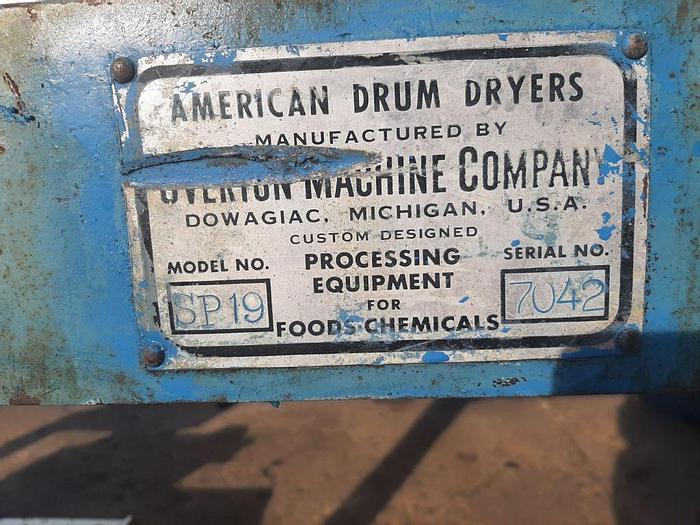 AMERICAN DRUM DRYERS
MANUFACTURED BY
OVERTON MACHINE COMPANY
DOWAGIAC, MICHIGAN, U.S.A.
CUSTOM DESIGNED
MODEL NO. PROCESSING SERIAL NO.
EQUIPMENT
SP19 FOR 7042
FOODS-CHEMICALS